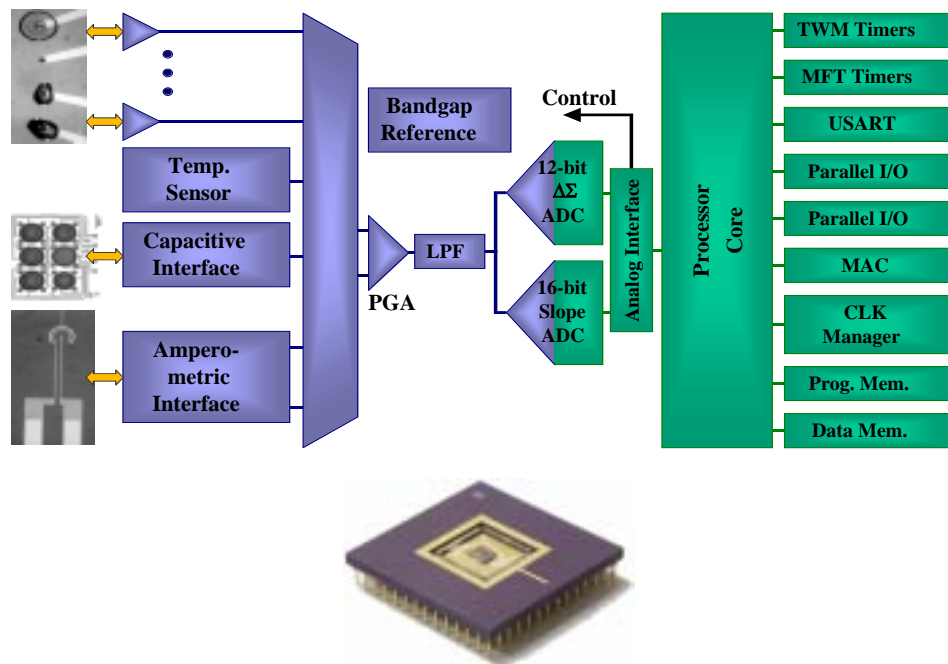 TWM Timers
MFT Timers
USART
Parallel I/O
Parallel I/O
MAC
CLK
Manager
Prog. Mem.
Data Mem.
Processor
Core
Control
Analog Interface
Bandgap
Reference
12-bit
ΔΣ
ADC
16-bit
Slope
ADC
LPF
PGA
Temp.
Sensor
Capacitive
Interface
Ampero-
metric
Interface